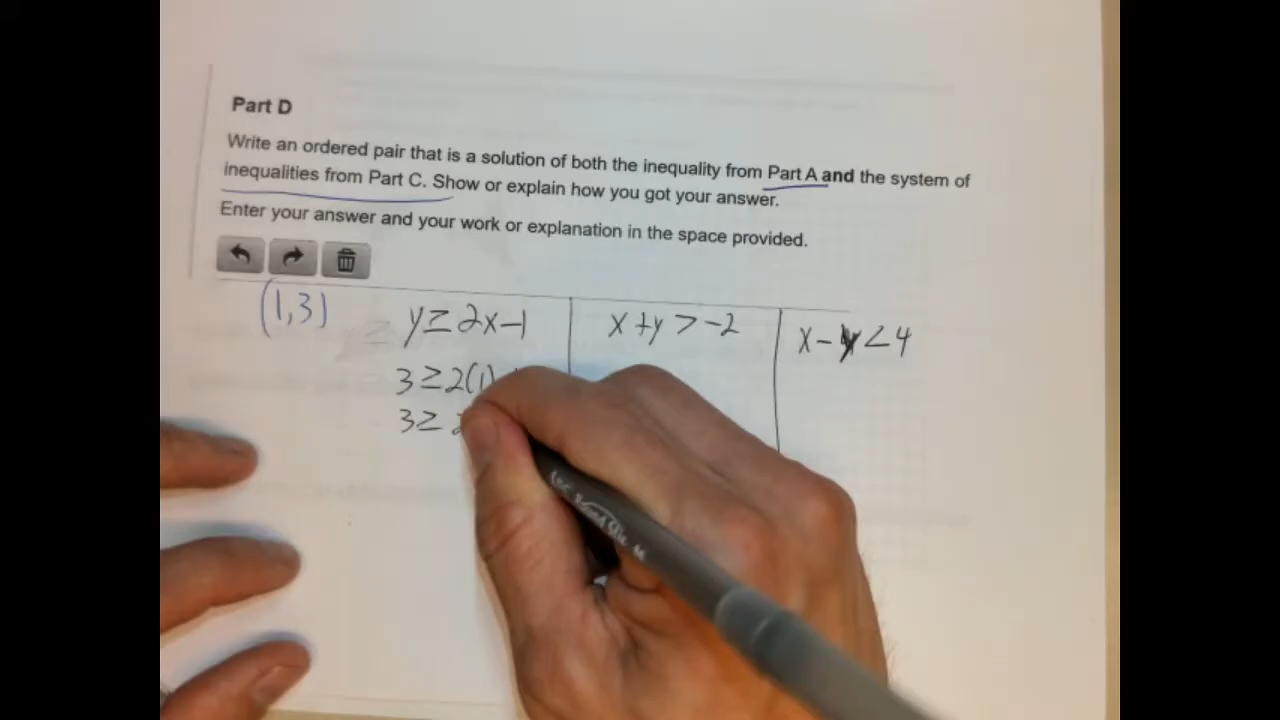 Part D
Write an ordered pair that is a solution of both the inequality from Part A and the system of
inequalities from Part C. Show or explain how you got your answer.
Enter your answer and your work or explanation in the space provided.
(1,3)
y ≥ 2x-1
x+y > -2
x-y < 4
3 ≥ 2(1)
3 ≥ 2